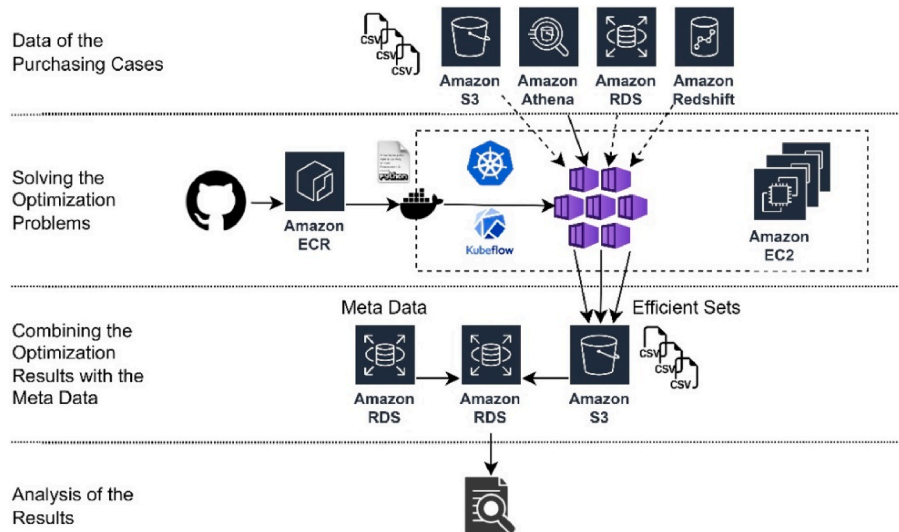 Data of the
Purchasing Cases
CSV
CSV
CSV
Amazon
S3
Amazon
Athena
Amazon
RDS
Amazon
Redshift
Solving the
Optimization
Problems
Amazon
ECR
Python
Kubeflow
Amazon
EC2
Combining the
Optimization
Results with the
Meta Data
Meta Data
Amazon
RDS
Amazon
RDS
Efficient Sets
Amazon
S3
CSV
CSV
CSV
Analysis of the
Results